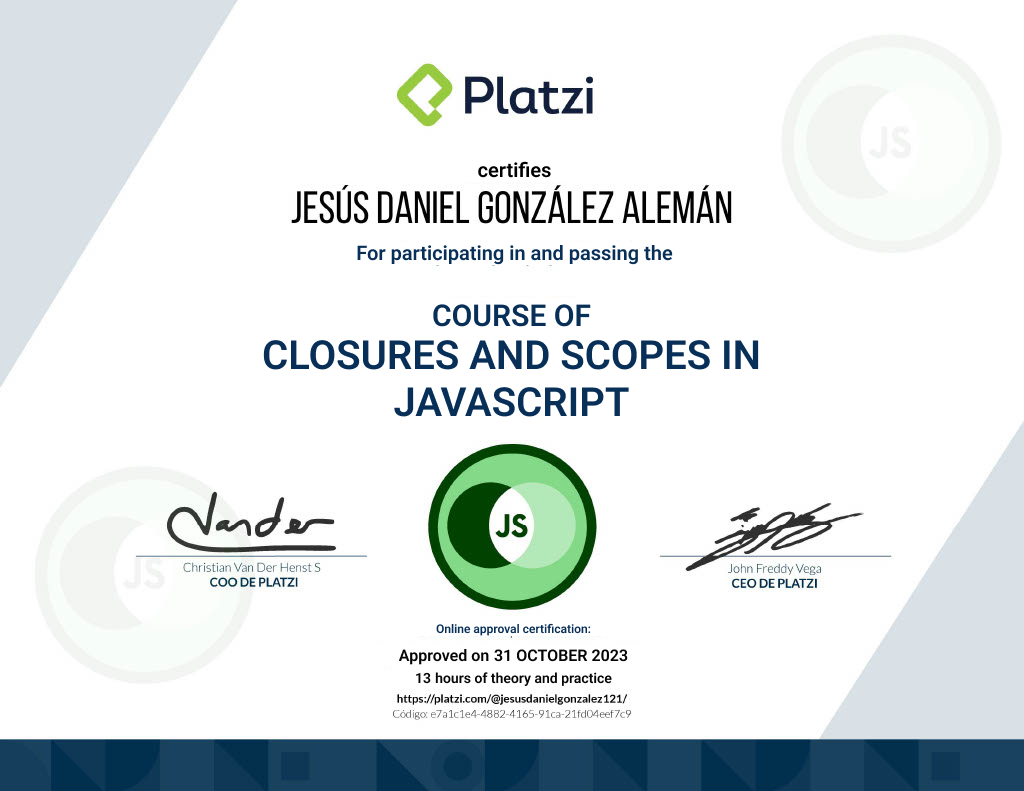 Platzi
certifies
JESÚS DANIEL GONZÁLEZ ALEMÁN
For participating in and passing the
COURSE OF
CLOSURES AND SCOPES IN
JAVASCRIPT
JS
JS
JS
Christian Van Der Henst S
COO DE PLATZI
John Freddy Vega
CEO DE PLATZI
Online approval certification:
Approved on 31 OCTOBER 2023
13 hours of theory and practice
https://platzi.com/@jesusdanielgonzalez121/
Código: e7a1c1e4-4882-4165-91ca-21fd04eef7c9